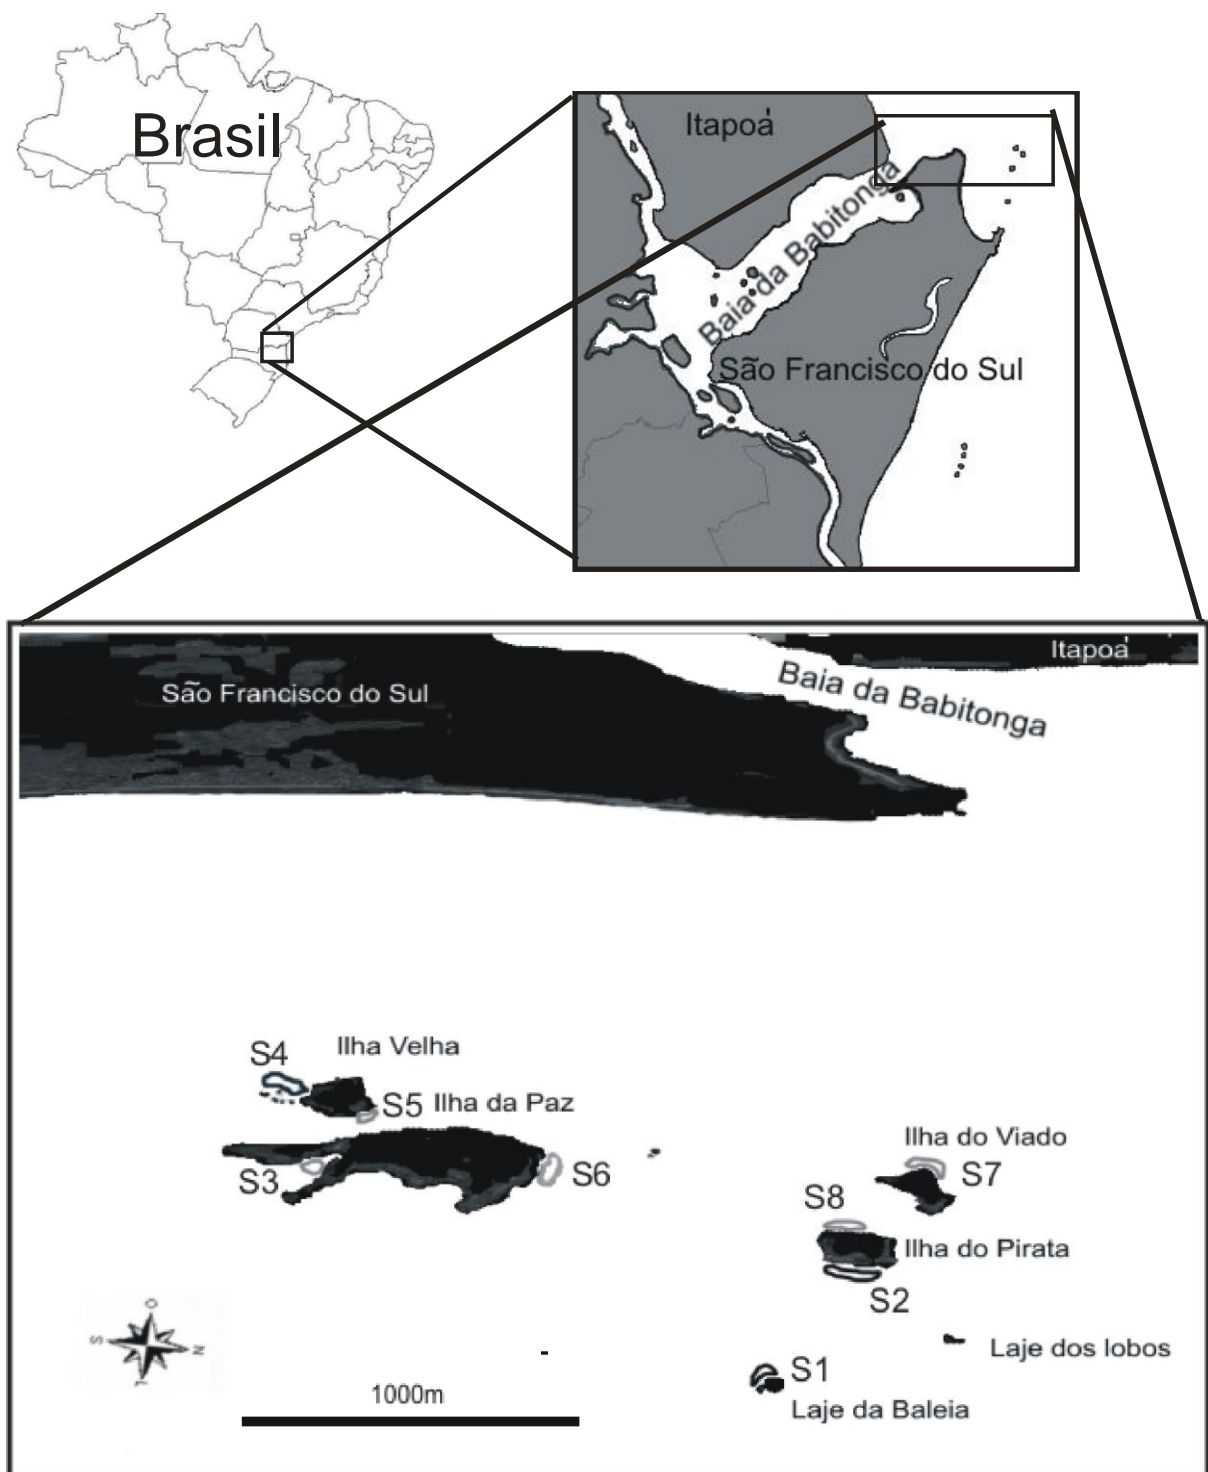 Brasil
Itapoá
Baia da Babitonga
São Francisco do Sul
Itapoá
São Francisco do Sul
Baia da Babitonga
Ilha Velha
S4
S5
Ilha da Paz
S3
S6
Ilha do Viado
S7
S8
Ilha do Pirata
S2
O
S
N
L
Laje dos lobos
S1
1000m
Laje da Baleia